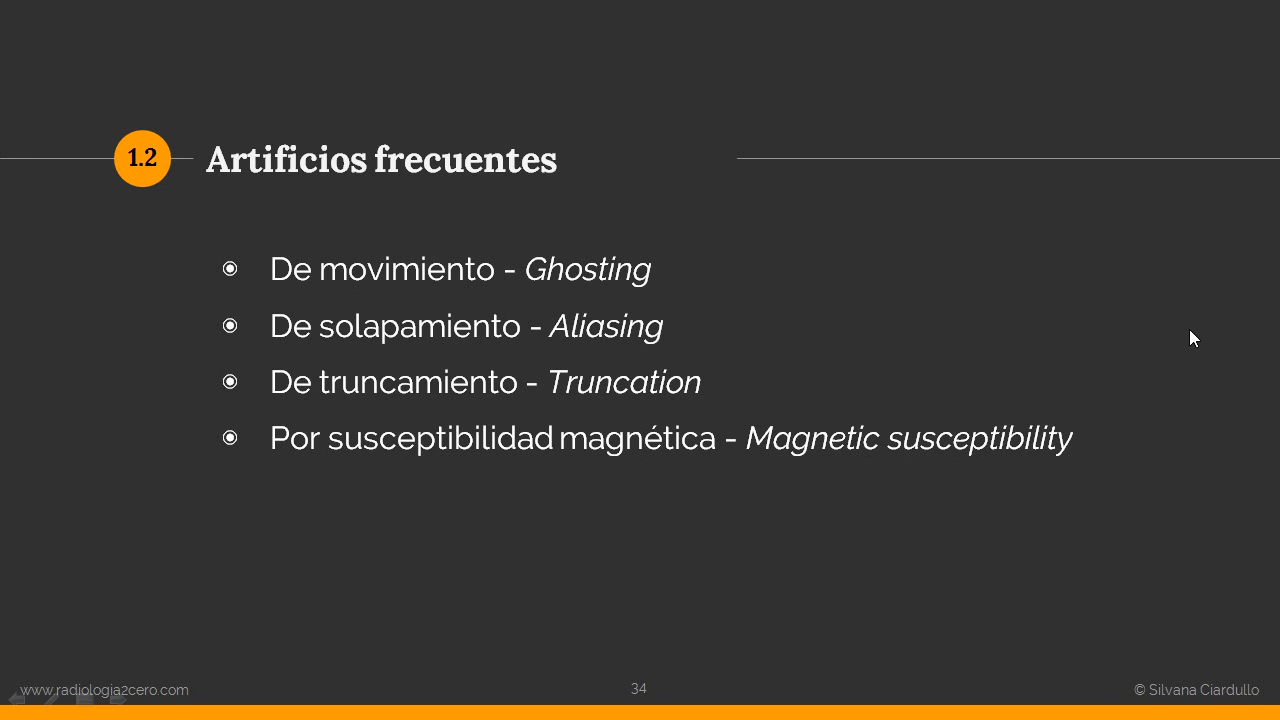 1.2 Artificios frecuentes
De movimiento - Ghosting
De solapamiento - Aliasing
De truncamiento - Truncation
Por susceptibilidad magnética - Magnetic susceptibility
www.radiologia2cero.com
34
© Silvana Ciardullo